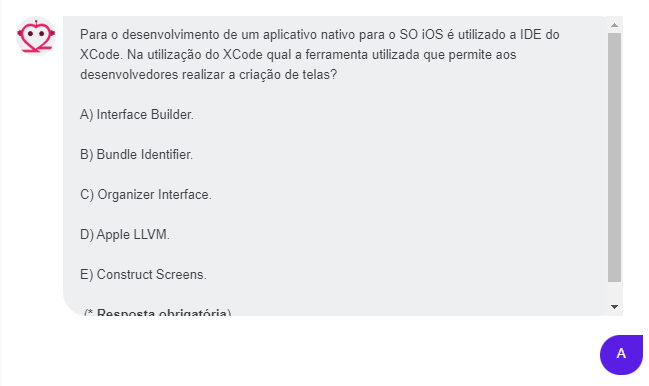 Para o desenvolvimento de um aplicativo nativo para o SO iOS é utilizado a IDE do
XCode. Na utilização do XCode qual a ferramenta utilizada que permite aos
desenvolvedores realizar a criação de telas?
A) Interface Builder.
B) Bundle Identifier.
C) Organizer Interface.
D) Apple LLVM.
E) Construct Screens.
(* Resposta obrigatória)
A